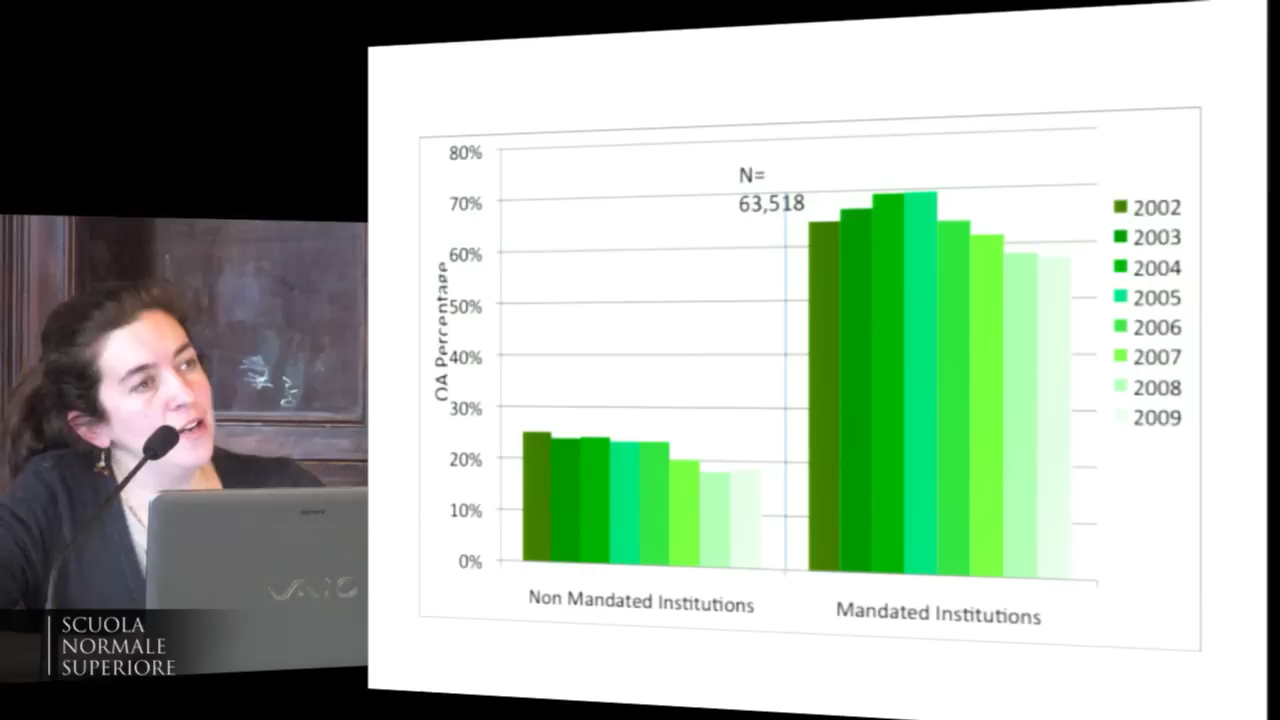 80%
70%
60%
50%
40%
30%
20%
10%
0%
OA Percentage
N=
63,518
2002
2003
2004
2005
2006
2007
2008
2009
Non Mandated Institutions
Mandated Institutions
VAIO
SCUOLA
NORMALE
SUPERIORE